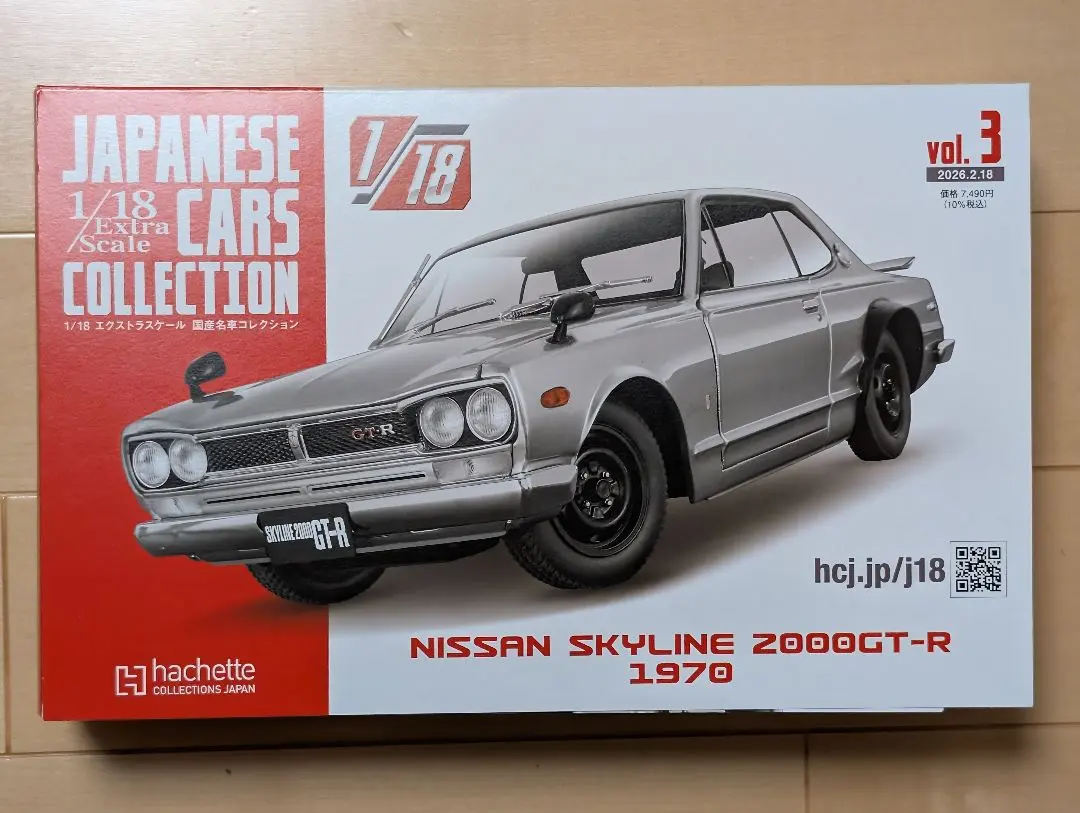 JAPANESE
1/18 Extra Scale CARS
COLLECTION
1/18 エクストラスケール 国産名車コレクション
1/18
vol. 3
2026.2.18
価格 7,490円
(10%税込)
GT-R
SKYLINE 2000GT-R
hcj.jp/j18
NISSAN SKYLINE 2000GT-R
1970
hachette
COLLECTIONS JAPAN